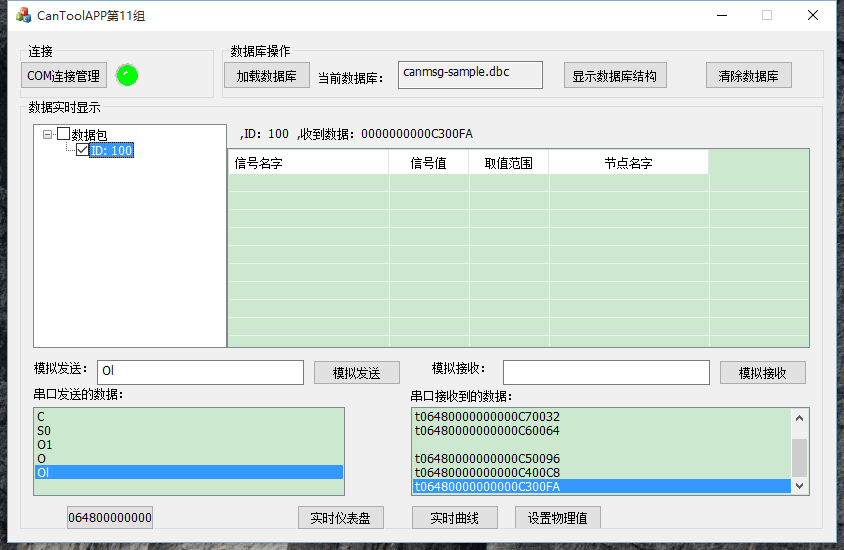 CanToolAPP第11组
连接
COM连接管理
数据库操作
加载数据库
当前数据库：
canmsg-sample.dbc
显示数据库结构
清除数据库
数据实时显示
数据包
ID: 100
,ID: 100 ,收到数据: 0000000000C300FA
信号名字 信号值 取值范围 节点名字
模拟发送：
Ol
模拟发送
模拟接收：
模拟接收
串口发送的数据：
C
S0
O1
O
Ol
串口接收到的数据：
t06480000000000C70032
t06480000000000C60064
t06480000000000C50096
t06480000000000C400C8
t06480000000000C300FA
064800000000
实时仪表盘
实时曲线
设置物理值